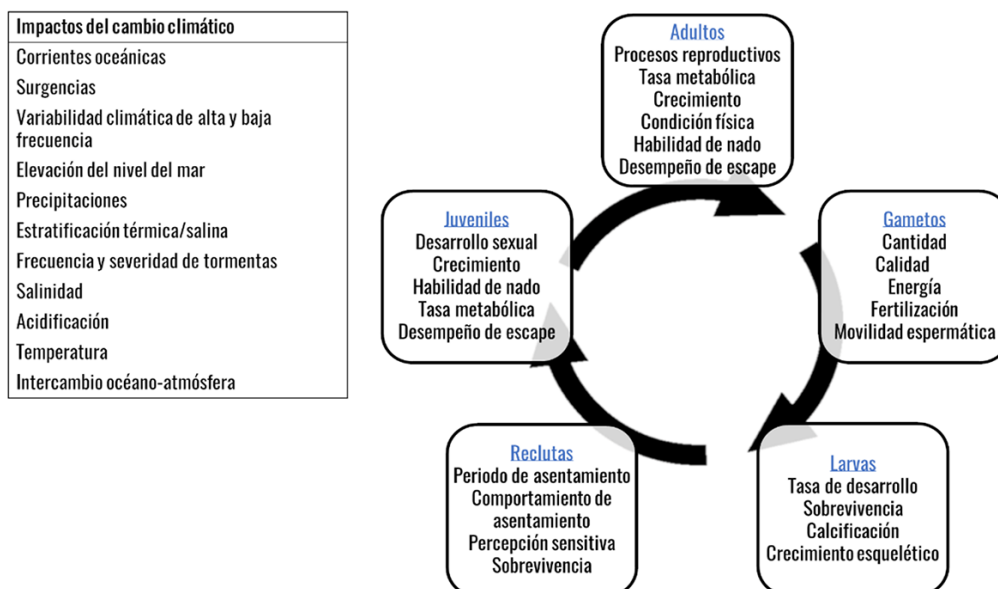 Impactos del cambio climático
Corrientes oceánicas
Surgencias
Variabilidad climática de alta y baja
frecuencia
Elevación del nivel del mar
Precipitaciones
Estratificación térmica/salina
Frecuencia y severidad de tormentas
Salinidad
Acidificación
Temperatura
Intercambio océano-atmósfera
Adultos
Procesos reproductivos
Tasa metabólica
Crecimiento
Condición física
Habilidad de nado
Desempeño de escape
Gametos
Cantidad
Calidad
Energía
Fertilización
Movilidad espermática
Larvas
Tasa de desarrollo
Sobrevivencia
Calcificación
Crecimiento esquelético
Reclutas
Periodo de asentamiento
Comportamiento de
asentamiento
Percepción sensitiva
Sobrevivencia
Juveniles
Desarrollo sexual
Crecimiento
Habilidad de nado
Tasa metabólica
Desempeño de escape